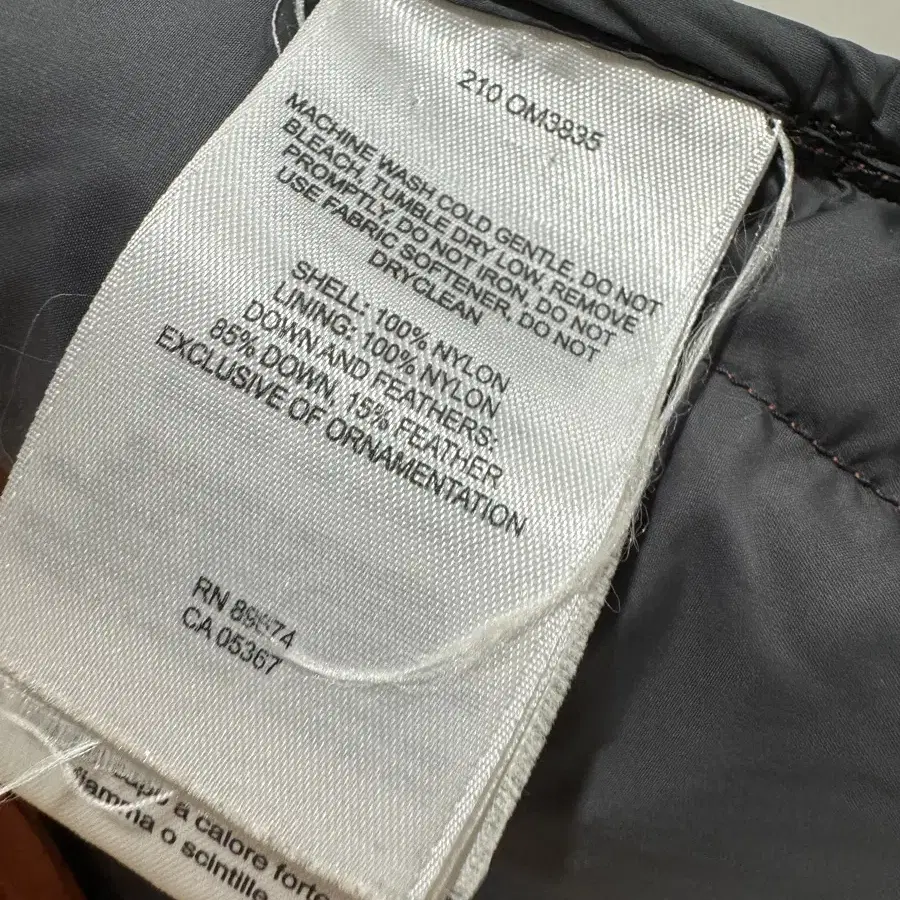 210 OM3835
MACHINE WASH COLD GENTLE, DO NOT
BLEACH, TUMBLE DRY LOW, REMOVE
PROMPTLY, DO NOT IRON, DO NOT
USE FABRIC SOFTENER, DO NOT
DRYCLEAN
SHELL: 100% NYLON
LINING: 100% NYLON
DOWN AND FEATHERS:
85% DOWN, 15% FEATHER
EXCLUSIVE OF ORNAMENTATION
RN
CA 05367
a calore forte
o scintille